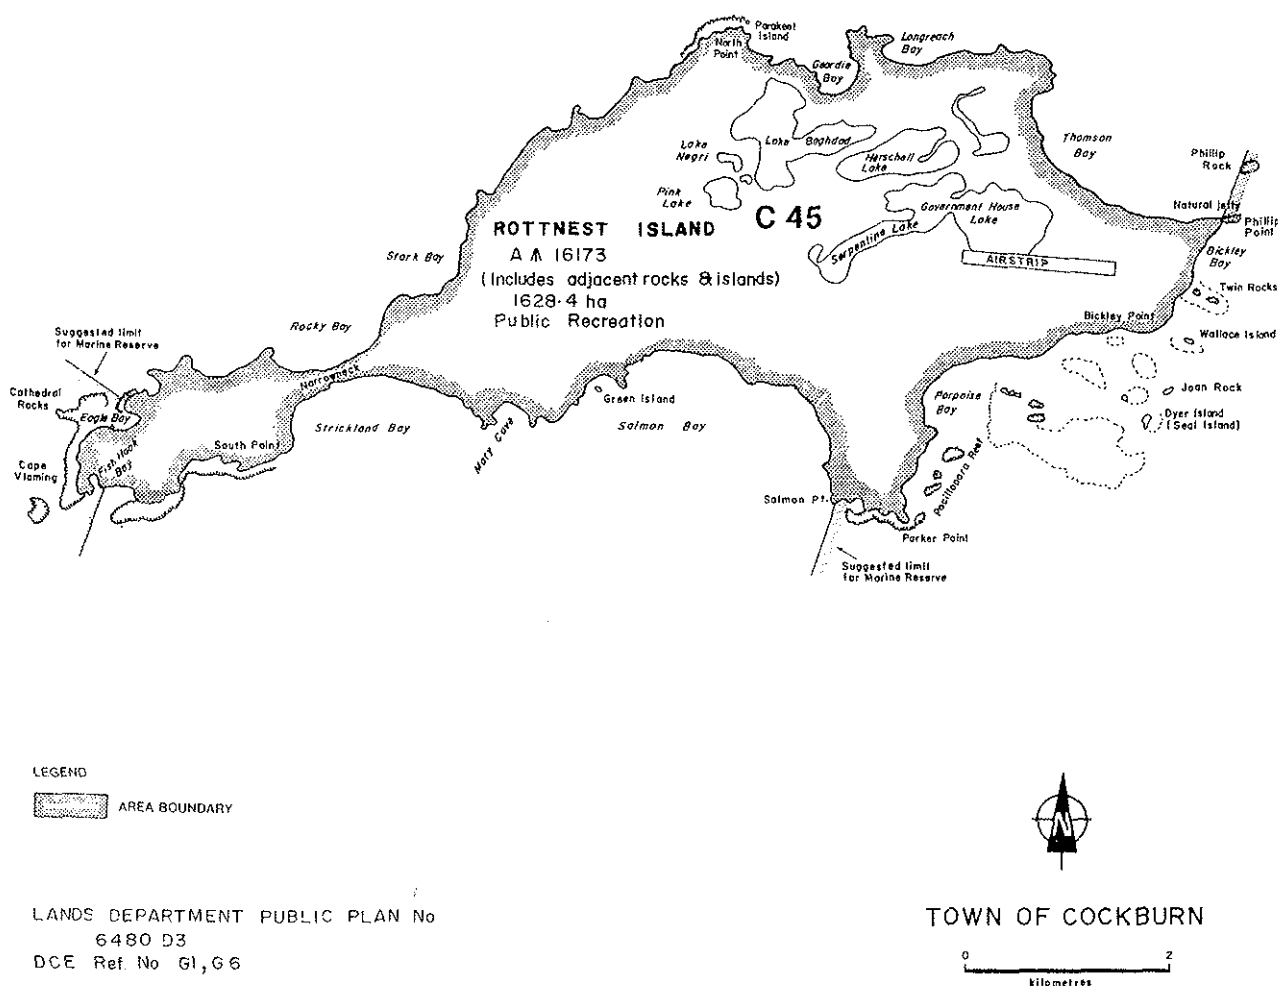 Parakeet
Island
North
Point
Longreach
Bay
Geordie
Bay
Thomson
Bay
Lake
Negri
Lake Baghdad
Herschell
Lake
Phillip
Rock
Pink
Lake
Government House
Lake
Natural Jetty
Phillip
Point
ROTTNEST ISLAND
C 45
Serpentine Lake
Bickley
Bay
Stark Bay
16173
AIRSTRIP
(Includes adjacent rocks & islands)
1628·4 ha
Public Recreation
Twin Rocks
Rocky Bay
Bickley Point
Suggested limit
for Marine Reserve
Wallace Island
Narrowneck
Cathedral
Rocks
Eagle Bay
Green Island
Porpoise
Bay
Joan Rock
Dyer Island
(Seal Island)
Strickland Bay
Mary Cove
Salmon Bay
South Point
Fish Hook
Bay
Cape
Vlaming
Pocillopora Reef
Salmon Pt.
Parker Point
Suggested limit
for Marine Reserve
LEGEND
AREA BOUNDARY
N
LANDS DEPARTMENT PUBLIC PLAN No
6480 D3
DCE Ref. No G1,G6
TOWN OF COCKBURN
0 2
kilometres